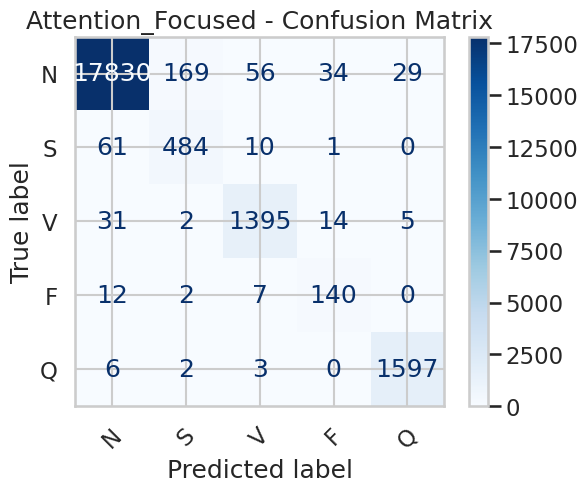 Attention_Focused - Confusion Matrix
N 17830 169 56 34 29
S 61 484 10 1 0
V 31 2 1395 14 5
F 12 2 7 140 0
Q 6 2 3 0 1597
N S V F Q
True label
Predicted label
17500
15000
12500
10000
7500
5000
2500
0